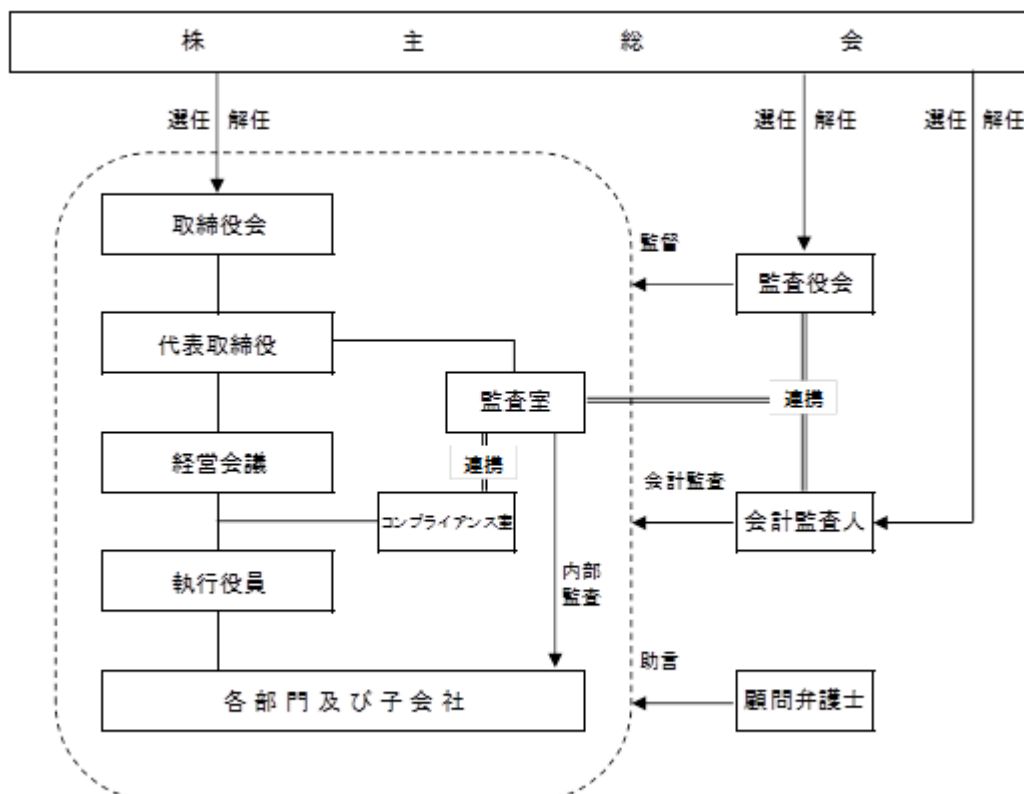 株主総会
選任 解任
選任 解任
選任 解任
取締役会
監督
監査役会
代表取締役
監査室
連携
経営会議
連携
会計監査
コンプライアンス室
会計監査人
執行役員
内部
監査
助言
各部門及び子会社
顧問弁護士